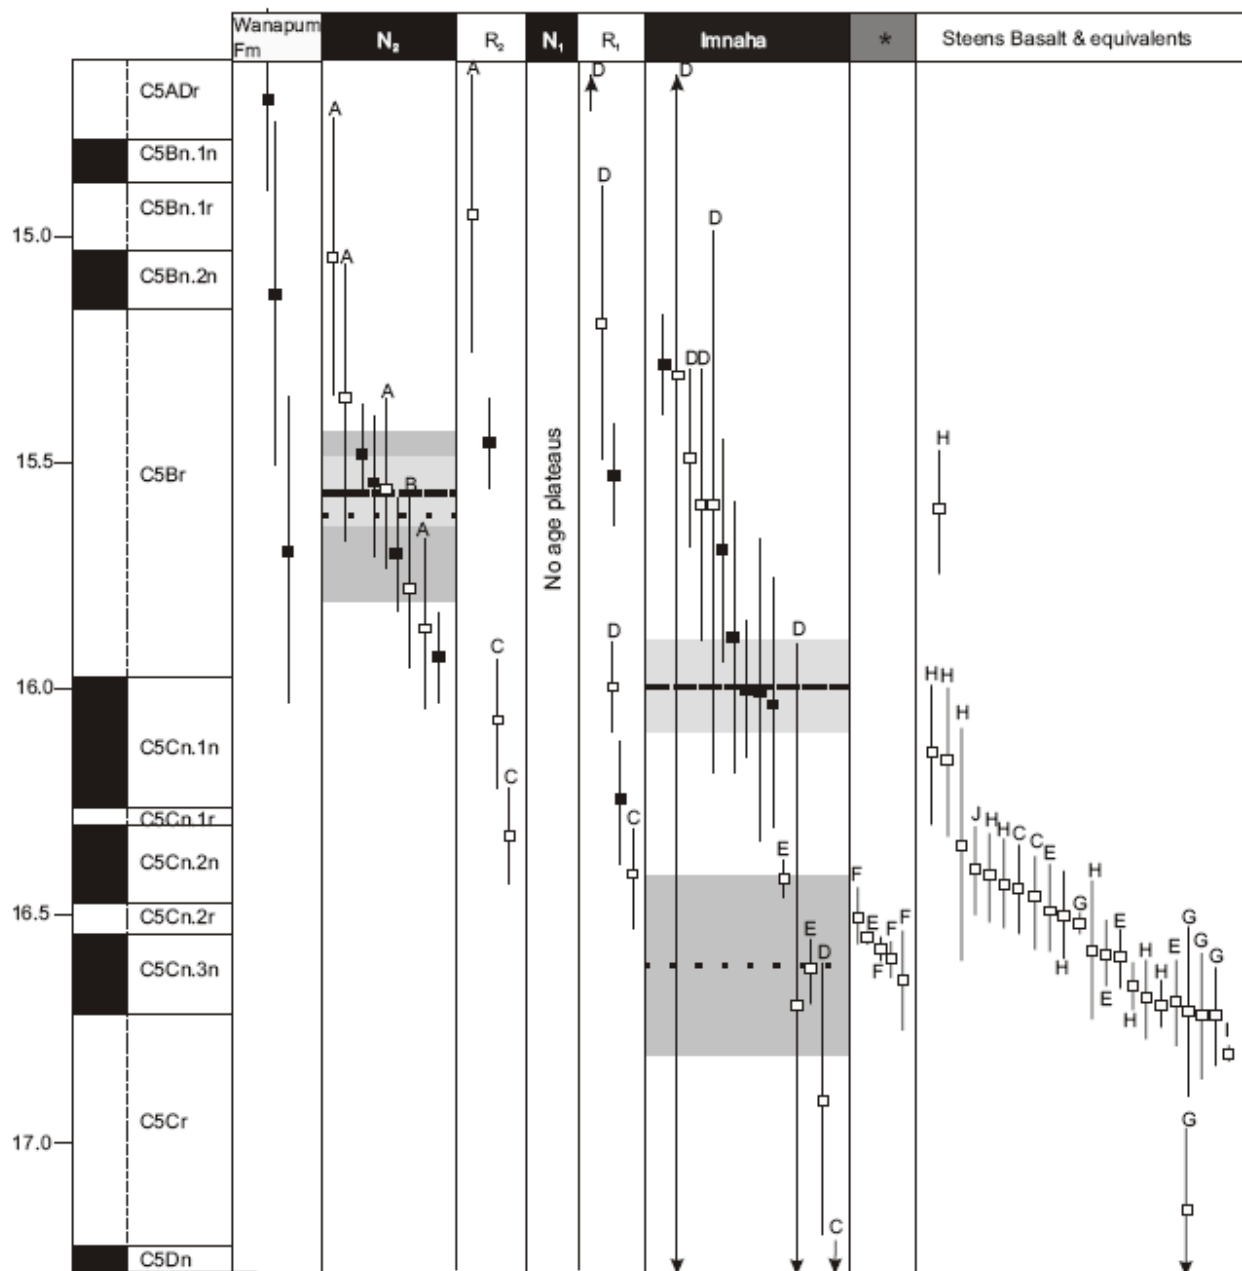 Wanapum
Fm
N₂
R₂
N₁
R₁
Imnaha
*
Steens Basalt & equivalents
C5ADr
C5Bn.1n
C5Bn.1r
15.0
C5Bn.2n
15.5
C5Br
16.0
C5Cn.1n
C5Cn.1r
C5Cn.2n
16.5
C5Cn.2r
C5Cn.3n
17.0
C5Cr
C5Dn
A
A
A
B
A
A
C
C
No age plateaus
D
D
D
C
D
D
D
D
D
E
E
D
C
F
E
F
F
F
H
H
H
H
J
H
H
C
C
E
H
G
H
E
E
H
H
H
E
G
G
G
I
G